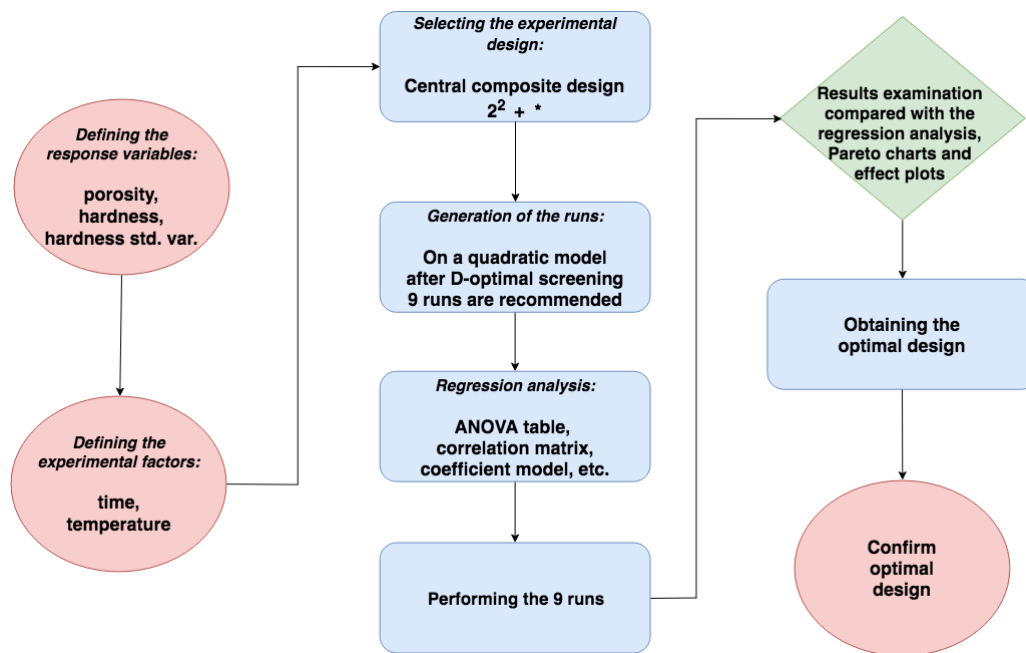 Defining the
response variables:
porosity,
hardness,
hardness std. var.
Defining the
experimental factors:
time,
temperature
Selecting the experimental
design:
Central composite design
2² + *
Generation of the runs:
On a quadratic model
after D-optimal screening
9 runs are recommended
Regression analysis:
ANOVA table,
correlation matrix,
coefficient model, etc.
Performing the 9 runs
Results examination
compared with the
regression analysis,
Pareto charts and
effect plots
Obtaining the
optimal design
Confirm
optimal
design